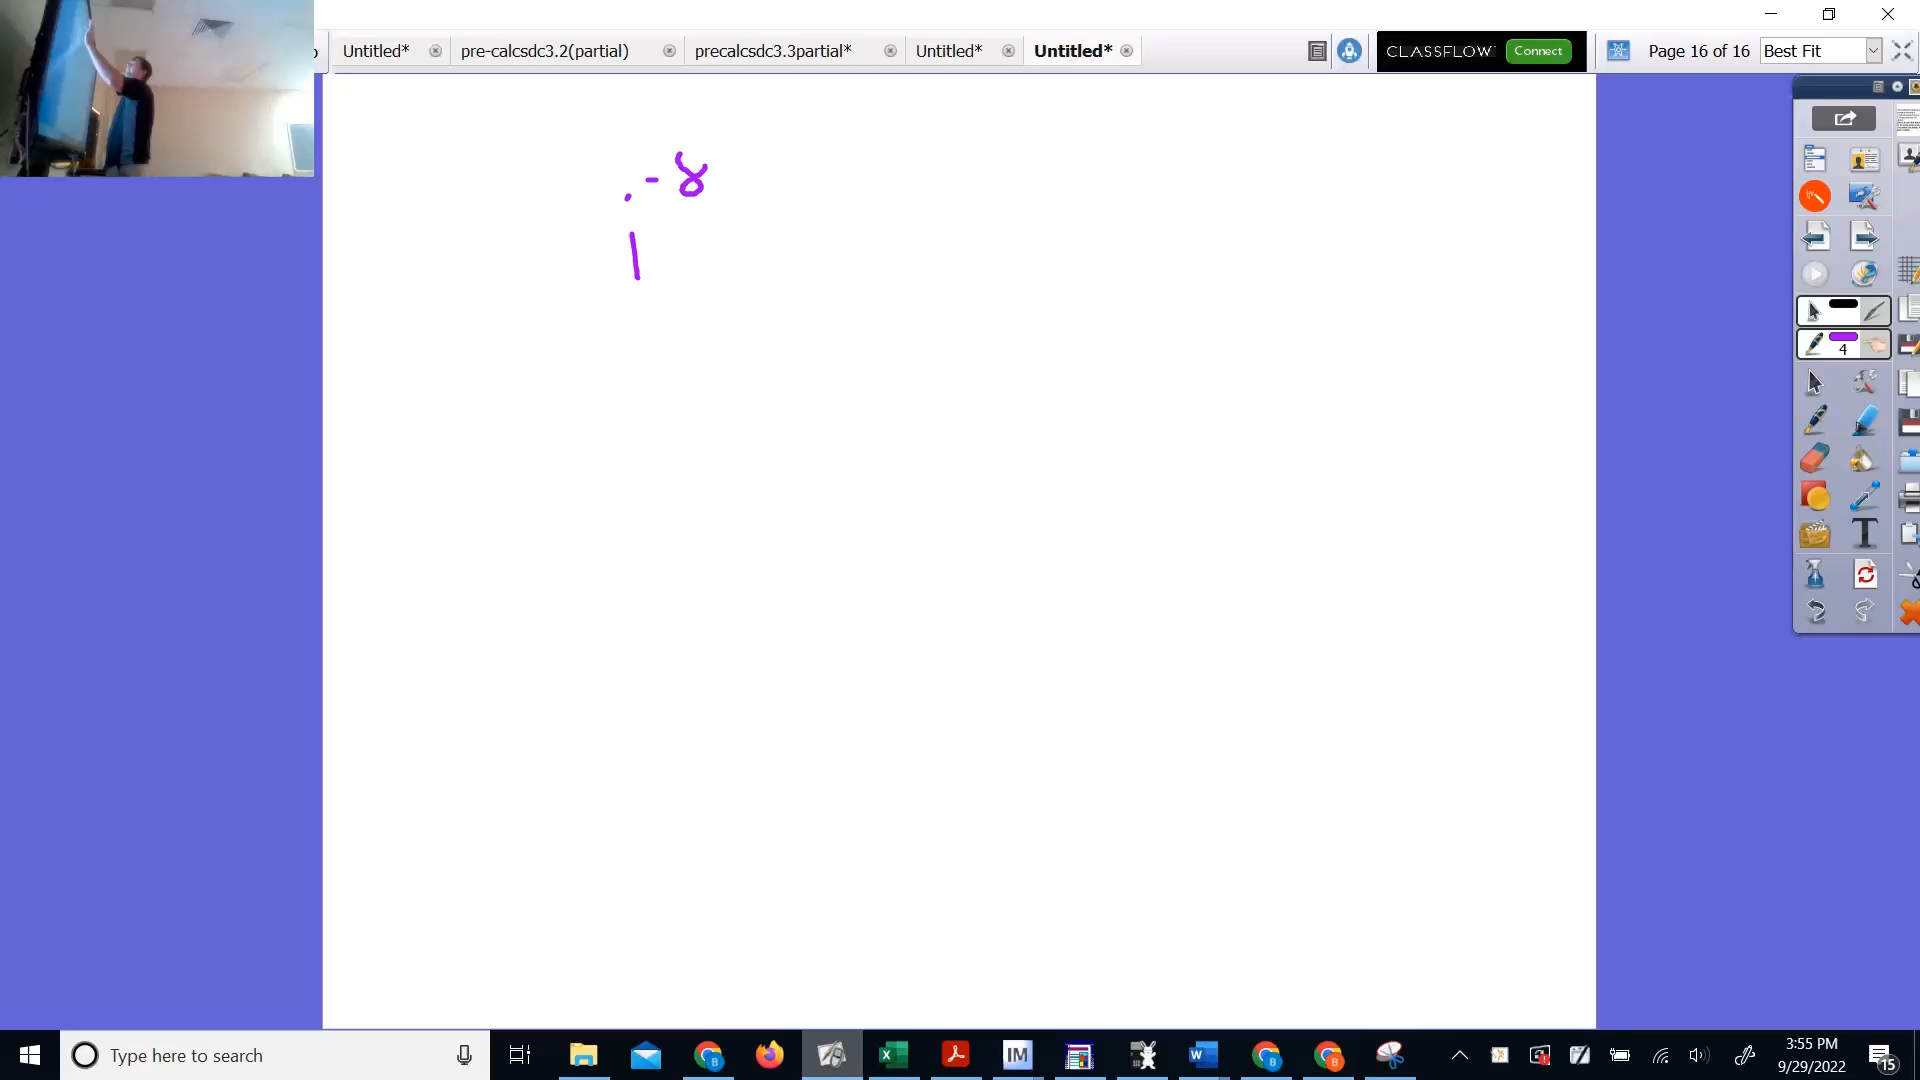 Untitled* pre-calcsdc3.2(partial) precalcsdc3.3partial* Untitled* Untitled* CLASSFLOW Connect Page 16 of 16 Best Fit
. - 8
1
4
T
Type here to search
IM
3:55 PM
9/29/2022
15